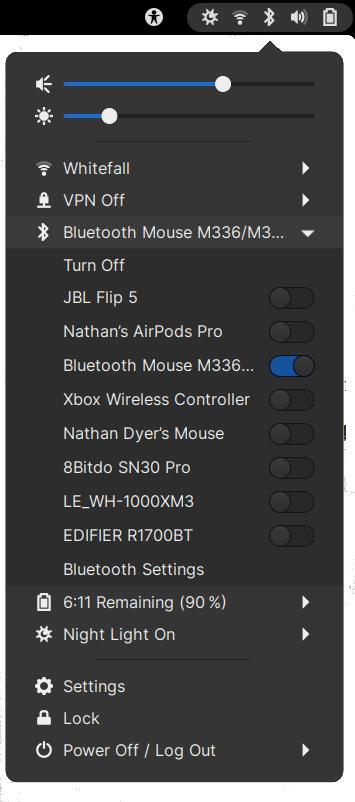 Whitefall
VPN Off
Bluetooth Mouse M336/M3...
Turn Off
JBL Flip 5
Nathan’s AirPods Pro
Bluetooth Mouse M336...
Xbox Wireless Controller
Nathan Dyer's Mouse
8Bitdo SN30 Pro
LE_WH-1000XM3
EDIFIER R1700BT
Bluetooth Settings
6:11 Remaining (90 %)
Night Light On
Settings
Lock
Power Off / Log Out